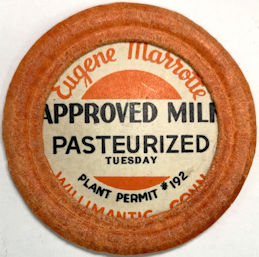 Eugene Marrotte
APPROVED MILK
PASTEURIZED
TUESDAY
PLANT PERMIT #192
WILLIMANTIC CONN